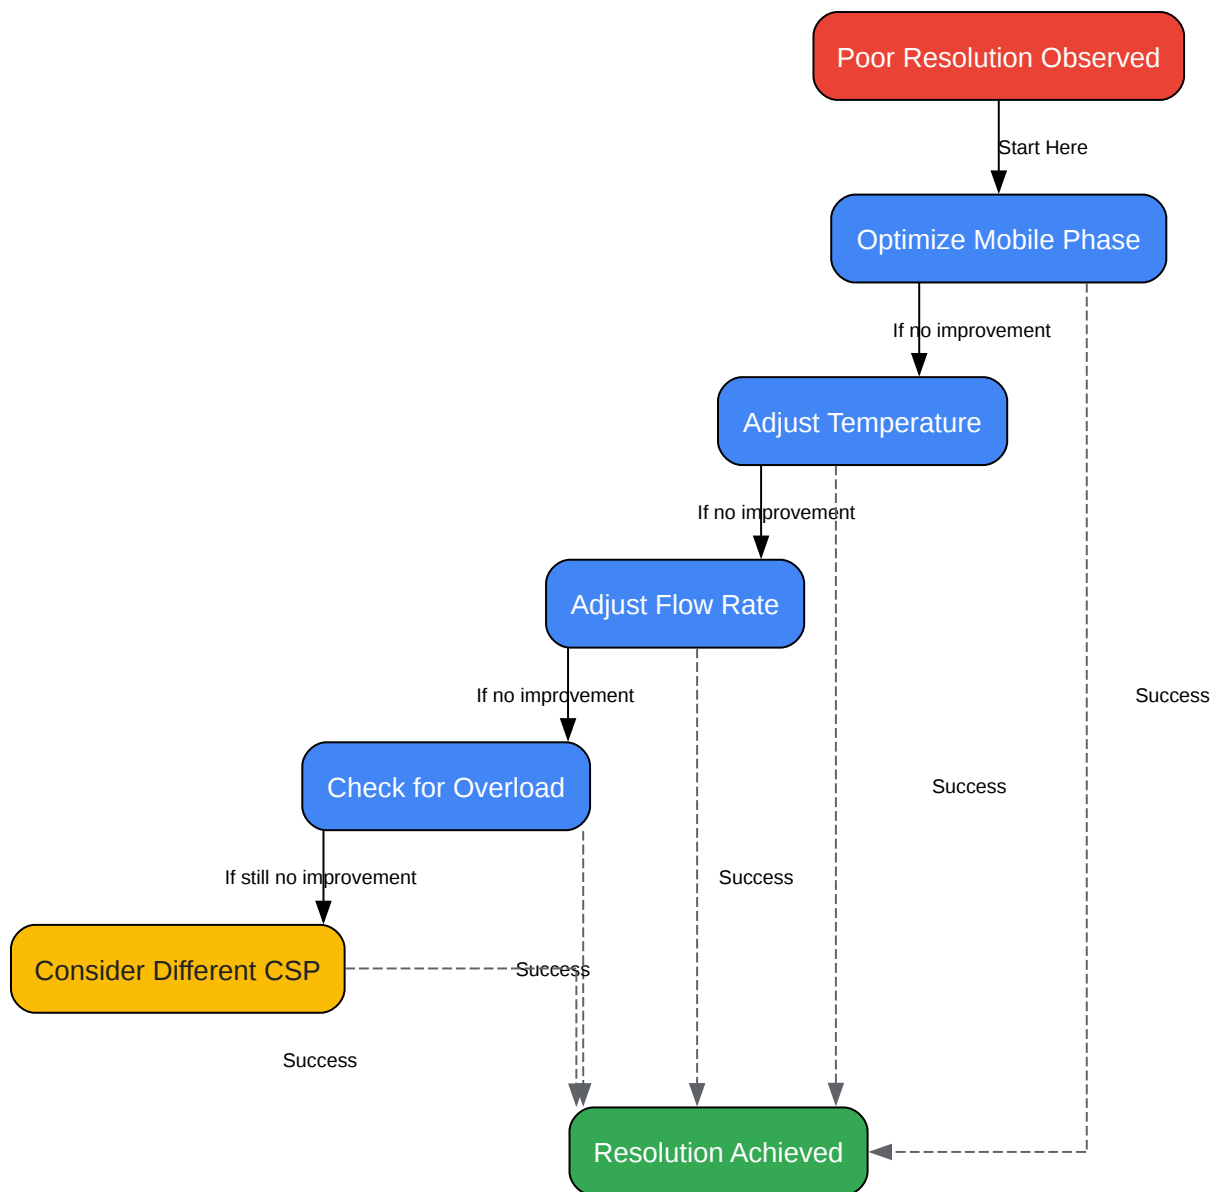 Poor Resolution Observed
Start Here
Optimize Mobile Phase
If no improvement
Adjust Temperature
If no improvement
Adjust Flow Rate
If no improvement
Success
Check for Overload
Success
If still no improvement
Success
Consider Different CSP
Success
Success
Resolution Achieved